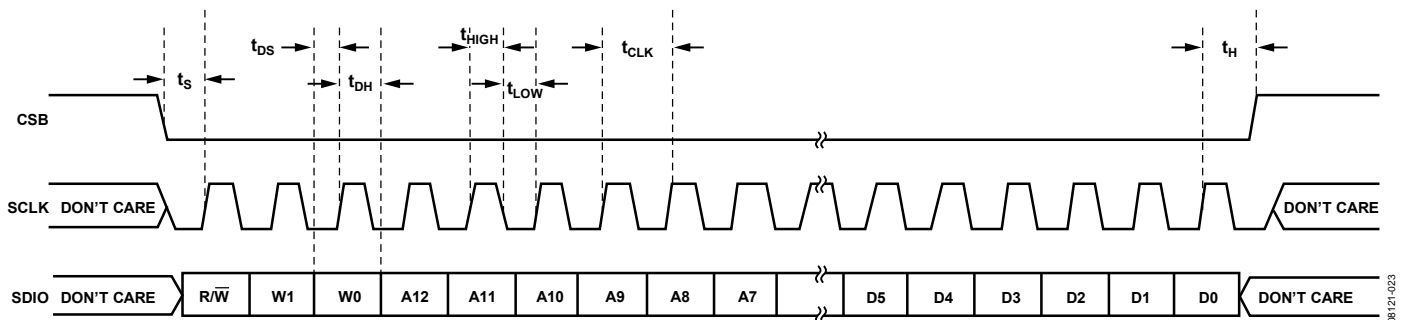 tDS
tHIGH
tCLK
tH
tS
tDH
tLOW
CSB
SCLK DON'T CARE
DON'T CARE
SDIO DON'T CARE R/W̅ W1 W0 A12 A11 A10 A9 A8 A7 D5 D4 D3 D2 D1 D0 DON'T CARE
08121-023